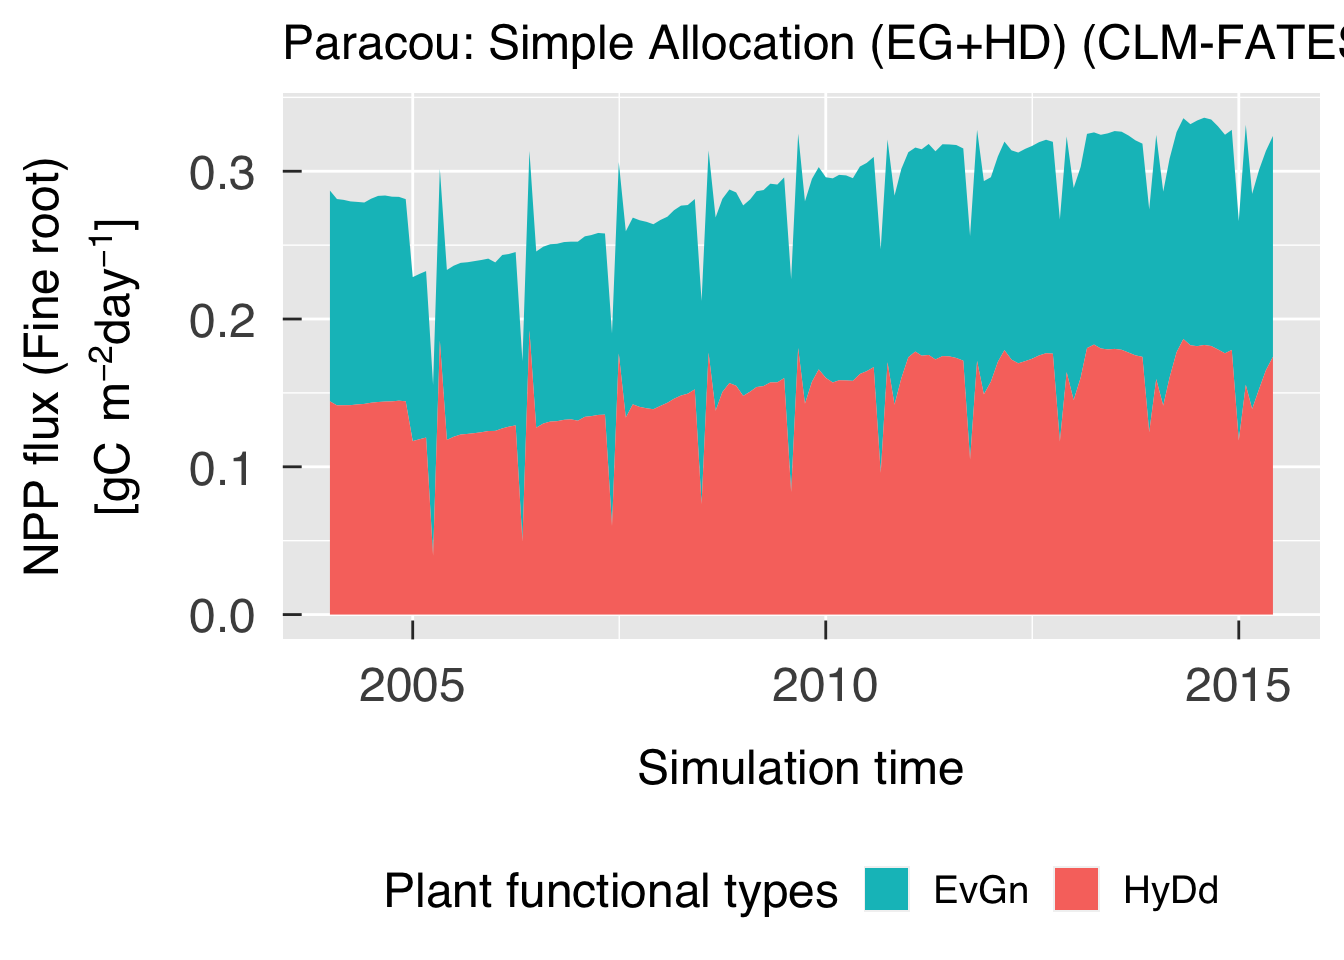 Paracou: Simple Allocation (EG+HD) (CLM-FATES
NPP flux (Fine root)
[gC m⁻²day⁻¹]
0.3
0.2
0.1
0.0
2005 2010 2015
Simulation time
Plant functional types EvGn HyDd